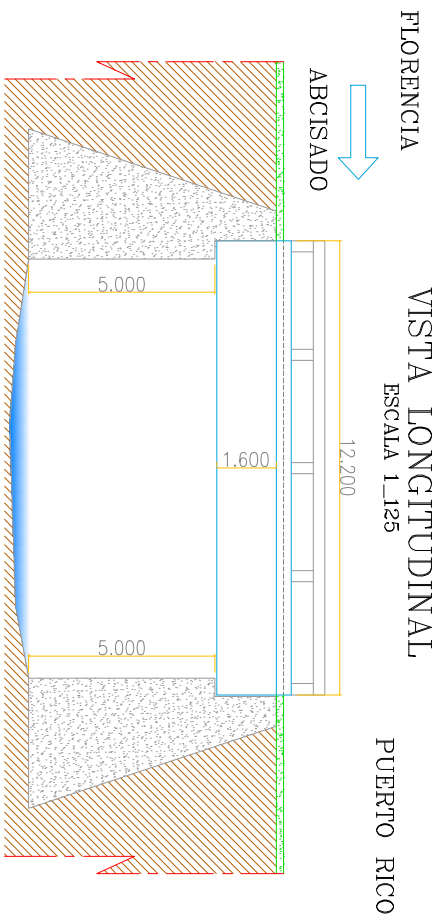 VISTA LONGITUDINAL
ESCALA 1_125
FLORENCIA
PUERTO RICO
ABCISADO
12.200
1.600
5.000
5.000